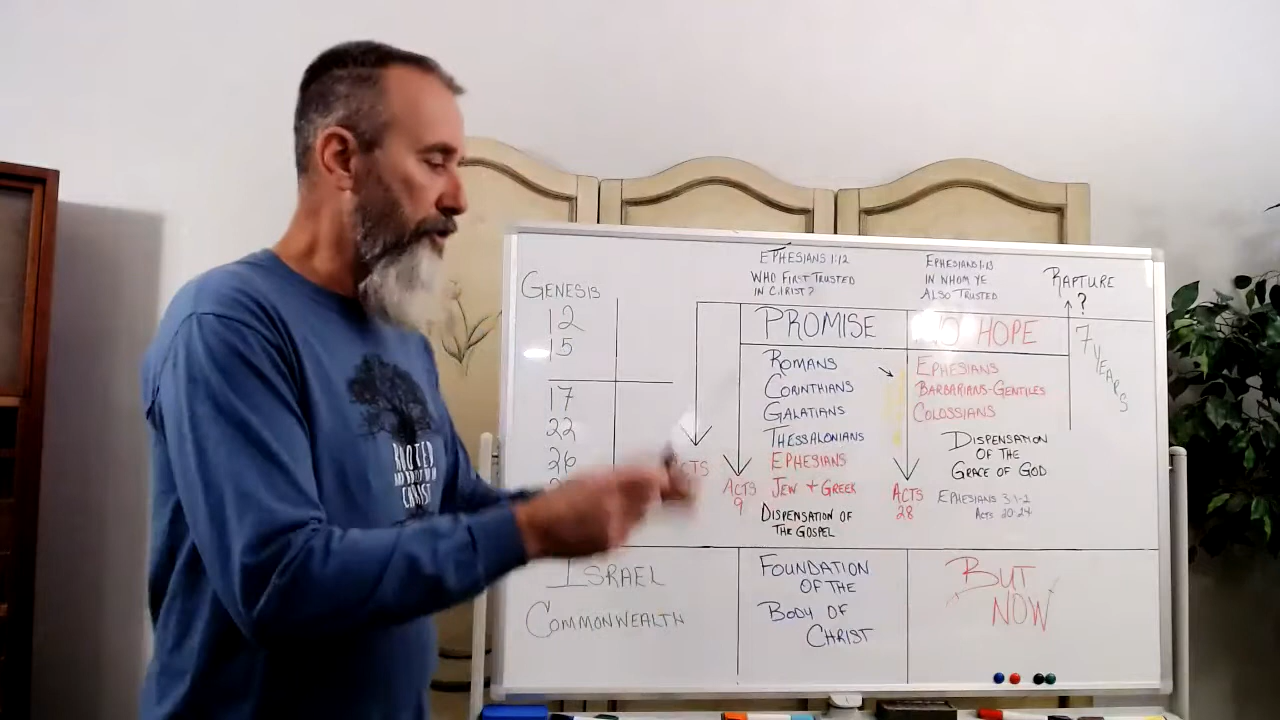 GENESIS
12
15
17
22
26
ISRAEL
COMMONWEALTH
EPHESIANS 1:12
WHO FIRST TRUSTED
IN CHRIST?
PROMISE
ROMANS
CORINTHIANS
GALATIANS
THESSALONIANS
EPHESIANS
JEW + GREEK
DISPENSATION OF
THE GOSPEL
ACTS
9
FOUNDATION
OF THE
BODY OF
CHRIST
EPHESIANS 1:13
IN WHOM YE
ALSO TRUSTED
NO HOPE
EPHESIANS
BARBARIANS-GENTILES
COLOSSIANS
DISPENSATION
OF THE
GRACE OF GOD
EPHESIANS 3:1-2
ACTS 20:24
ACTS
28
BUT
NOW
RAPTURE
?
7 YEARS
ROOTED
CHRIST